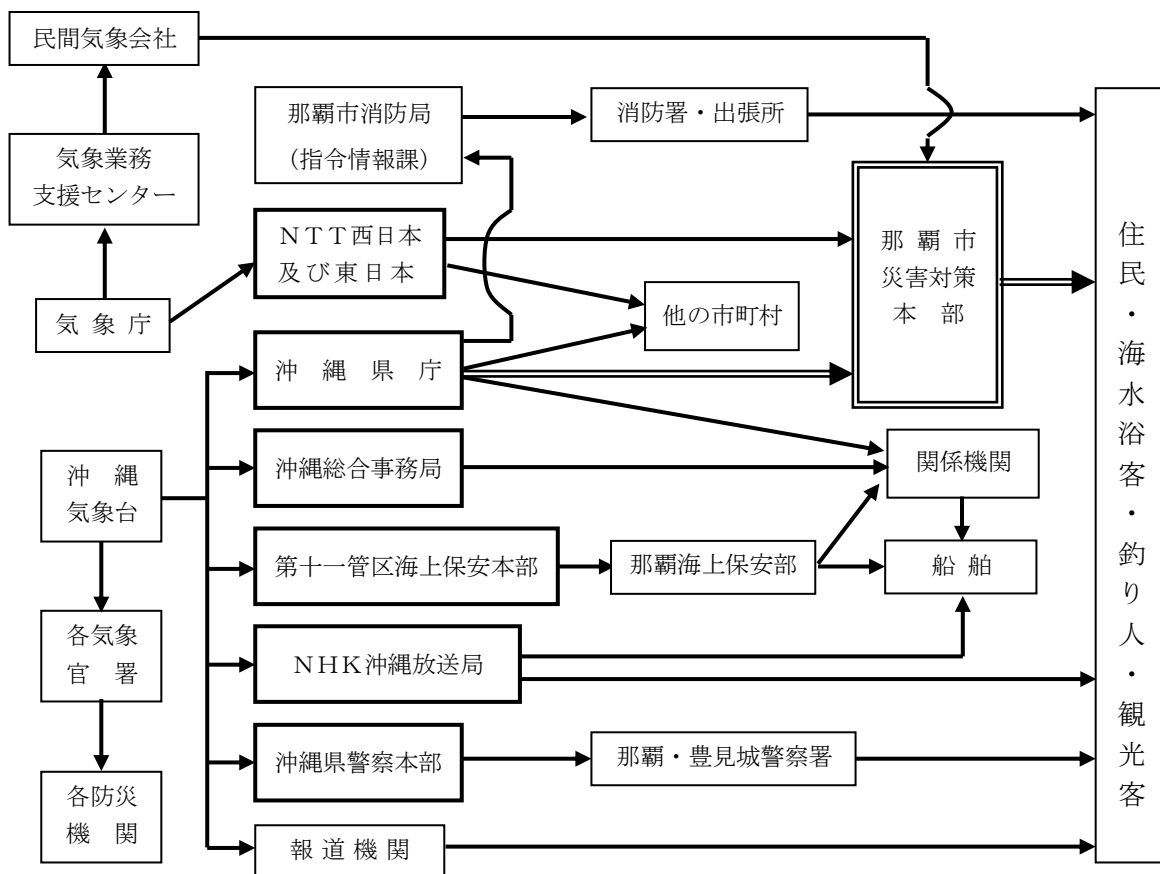 民間気象会社
那覇市消防局
(指令情報課)
消防署・出張所
気象業務
支援センター
NTT西日本
及び東日本
那覇市
災害対策
本部
気象庁
他の市町村
沖縄県庁
沖縄
気象台
沖縄総合事務局
関係機関
第十一管区海上保安本部
那覇海上保安部
船舶
各気象
官署
NHK沖縄放送局
沖縄県警察本部
那覇・豊見城警察署
各防災
機関
報道機関
住民・海水浴客・釣り人・観光客